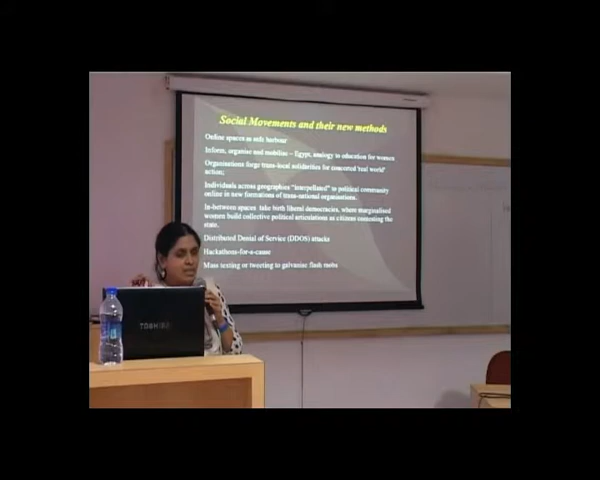 Social Movements and their new methods
Online spaces as safe harbour
Inform, organise and mobilise – Egypt, analogy to education for women
Organisations forge trans-local solidarities for concerted 'real world'
action;
Individuals across geographies "interpellated" to political community
online in new formations of trans-national organisations.
In-between spaces take birth liberal democracies, where marginalised
women build collective political articulations as citizens contesting the
state.
Distributed Denial of Service (DDOS) attacks
Hackathons-for-a-cause
Mass texting or tweeting to galvanise flash mobs
TOSHIBA